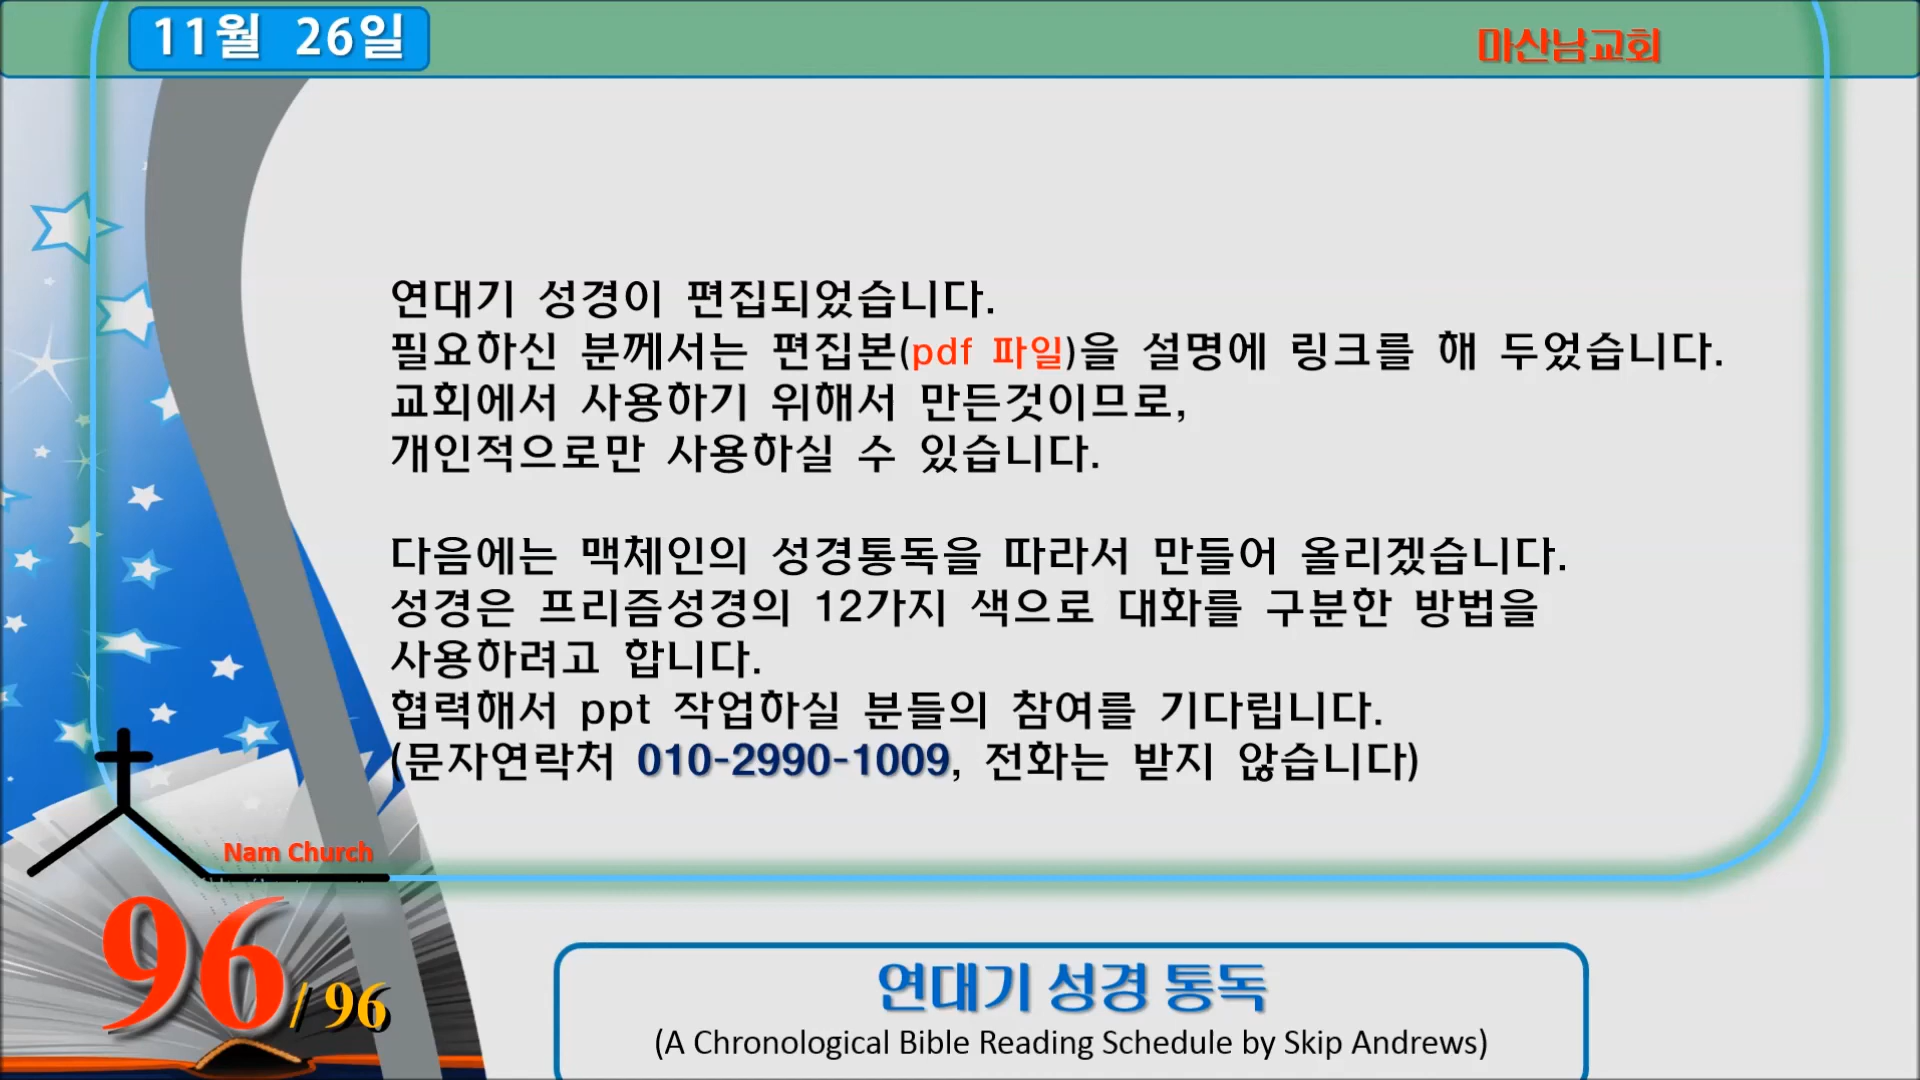 11월 26일
마산남교회
연대기 성경이 편집되었습니다.
필요하신 분께서는 편집본(pdf 파일)을 설명에 링크를 해 두었습니다.
교회에서 사용하기 위해서 만든것이므로,
개인적으로만 사용하실 수 있습니다.
다음에는 맥체인의 성경통독을 따라서 만들어 올리겠습니다.
성경은 프리즘성경의 12가지 색으로 대화를 구분한 방법을
사용하려고 합니다.
협력해서 ppt 작업하실 분들의 참여를 기다립니다.
(문자연락처 010-2990-1009, 전화는 받지 않습니다)
Nam Church
96 / 96
연대기 성경 통독
(A Chronological Bible Reading Schedule by Skip Andrews)